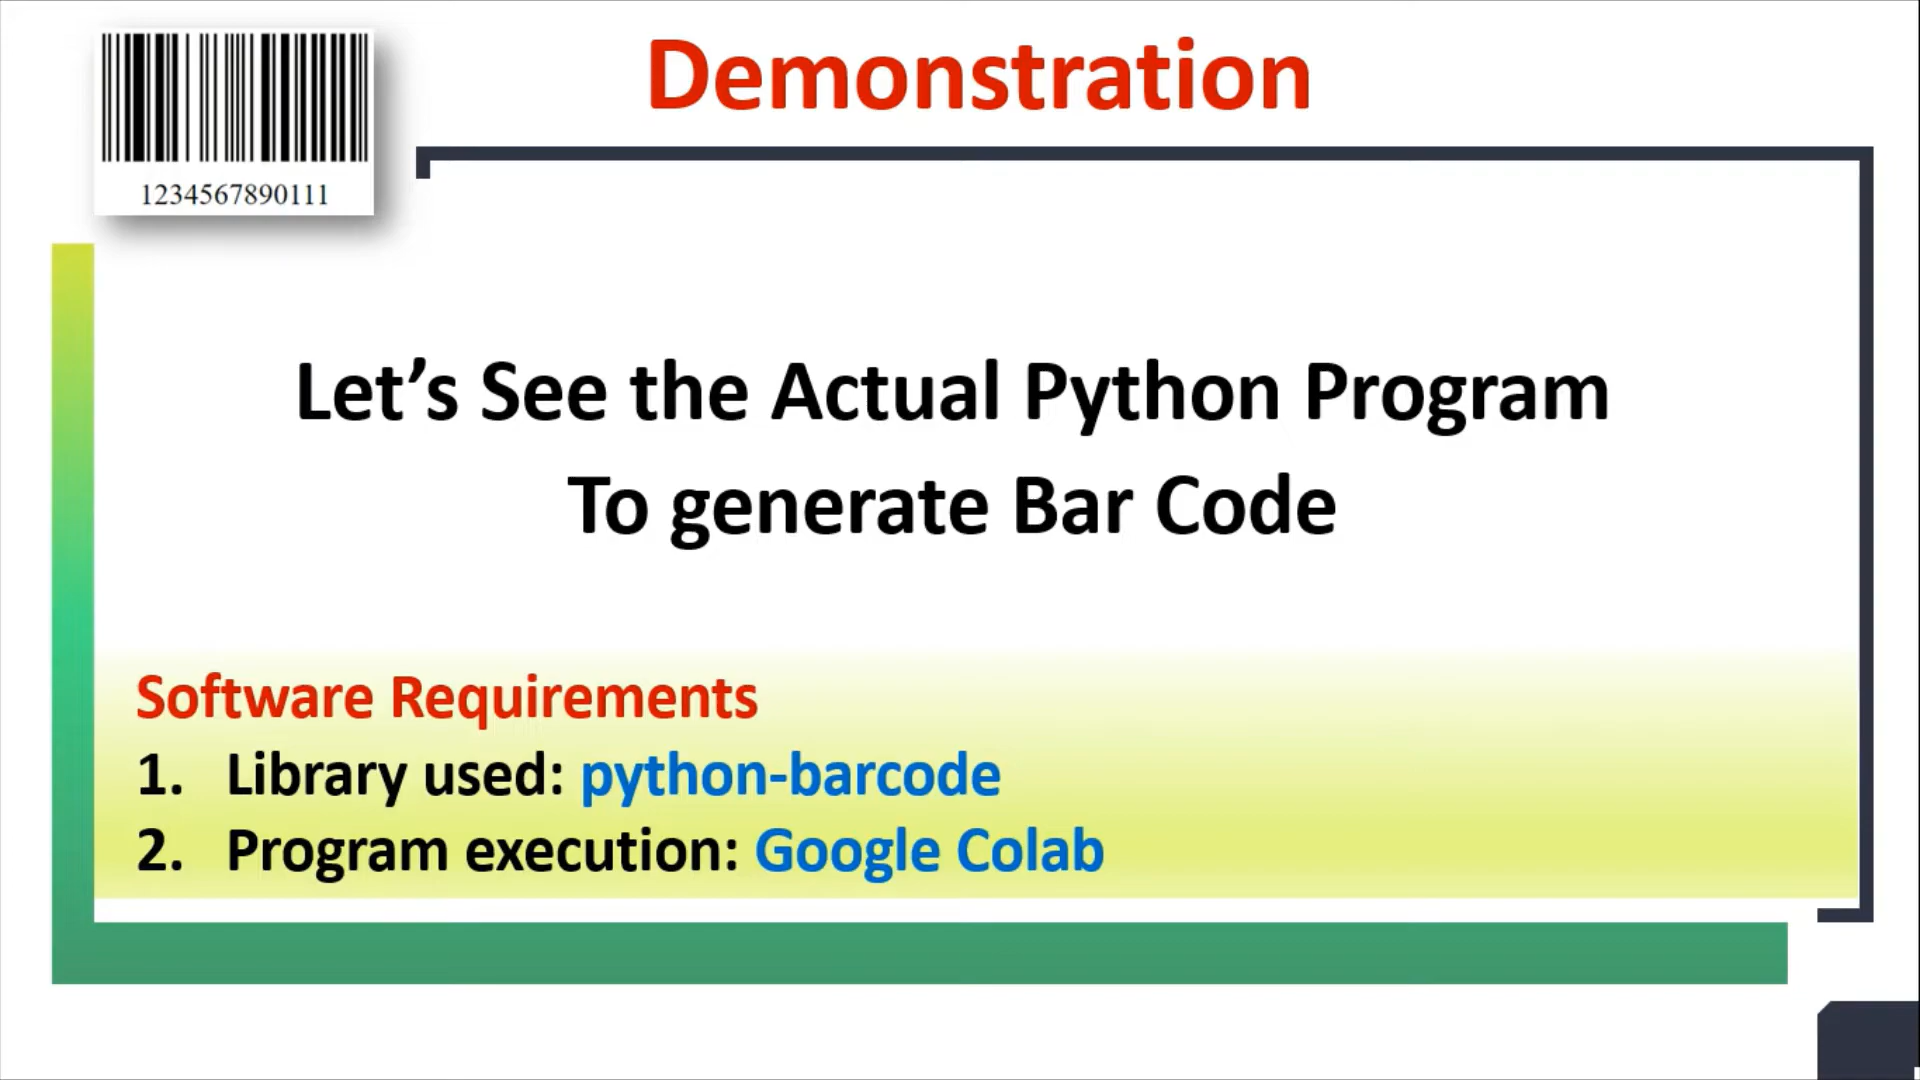 Demonstration
1234567890111
Let’s See the Actual Python Program
To generate Bar Code
Software Requirements
1. Library used: python-barcode
2. Program execution: Google Colab